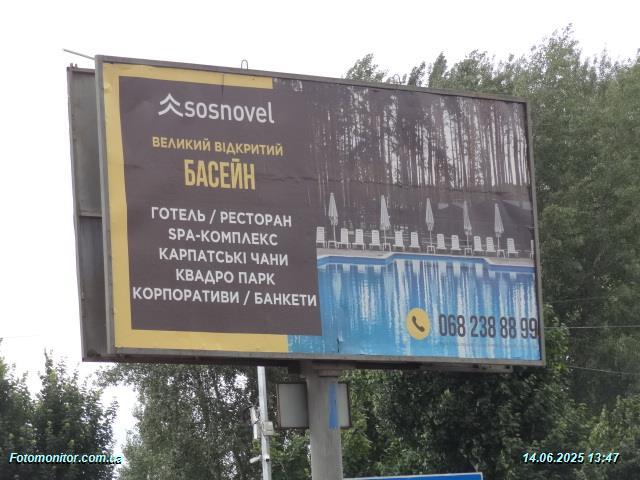 sosnovel
ВЕЛИКИЙ ВІДКРИТИЙ
БАСЕЙН
ГОТЕЛЬ / РЕСТОРАН
SPA-КОМПЛЕКС
КАРПАТСЬКІ ЧАНИ
КВАДРО ПАРК
КОРПОРАТИВИ / БАНКЕТИ
068 238 88 99
Fotomonitor.com.ua
14.06.2025 13:47